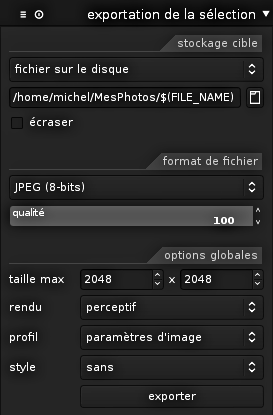 exportation de la sélection
stockage cible
fichier sur le disque
/home/michel/MesPhotos/$(FILE_NAME)
écraser
format de fichier
JPEG (8-bits)
qualité
100
options globales
taille max 2048 x 2048
rendu perceptif
profil paramètres d'image
style sans
exporter